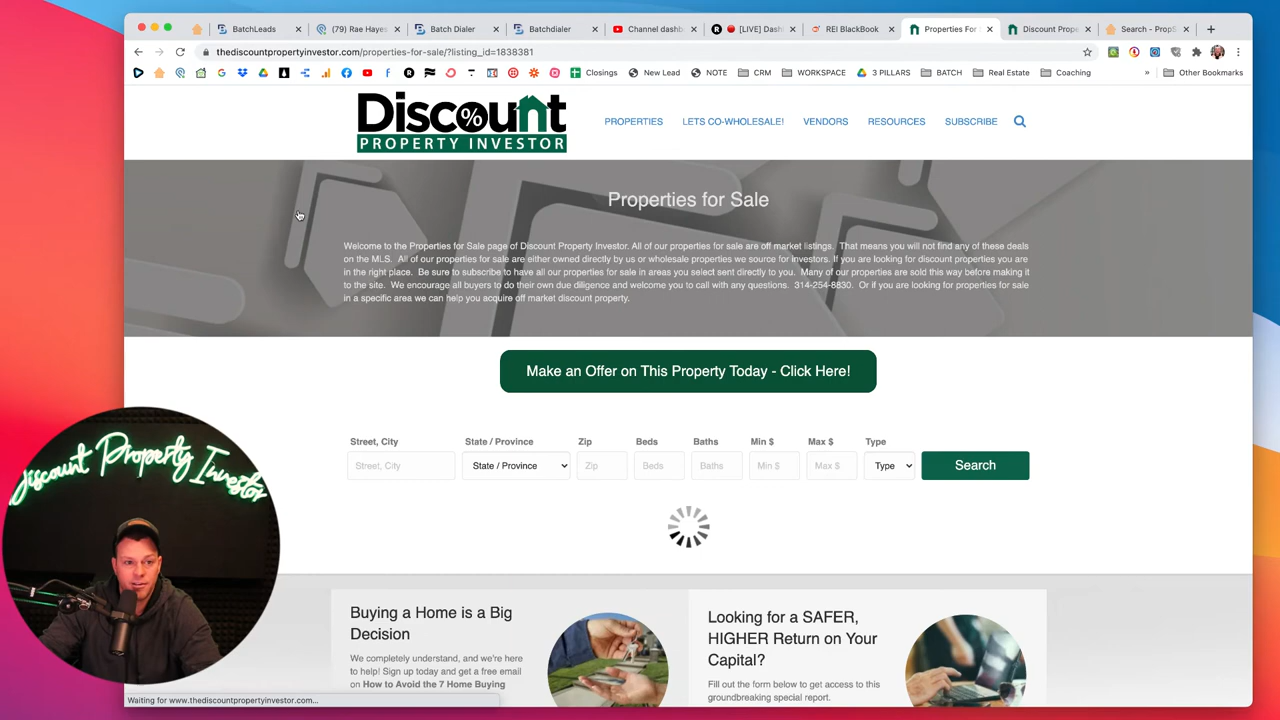 BatchLeads
(79) Rae Hayes
Batch Dialer
Batchdialer
Channel dashb
[LIVE] Dash
REI BlackBook
Properties For
Discount Prope
Search - PropS
thediscountpropertyinvestor.com/properties-for-sale/?listing_id=1838381
Closings
New Lead
NOTE
CRM
WORKSPACE
3 PILLARS
BATCH
Real Estate
Coaching
»
Other Bookmarks
Discount
PROPERTY INVESTOR
PROPERTIES
LETS CO-WHOLESALE!
VENDORS
RESOURCES
SUBSCRIBE
Properties for Sale
Welcome to the Properties for Sale page of Discount Property Investor. All of our properties for sale are off market listings. That means you will not find any of these deals
on the MLS. All of our properties for sale are either owned directly by us or wholesale properties we source for investors. If you are looking for discount properties you are
in the right place. Be sure to subscribe to have all our properties for sale in areas you select sent directly to you. Many of our properties are sold this way before making it
to the site. We encourage all buyers to do their own due diligence and welcome you to call with any questions. 314-254-8830. Or if you are looking for properties for sale
in a specific area we can help you acquire off market discount property.
Make an Offer on This Property Today - Click Here!
Street, City
State / Province
Zip
Beds
Baths
Min $
Max $
Type
Street, City
State / Province
Zip
Beds
Baths
Min $
Max $
Type
Search
Discount Property Investor
Buying a Home is a Big
Decision
We completely understand, and we're here
to help! Sign up today and get a free email
on How to Avoid the 7 Home Buying
Looking for a SAFER,
HIGHER Return on Your
Capital?
Fill out the form below to get access to this
groundbreaking special report.
Waiting for www.thediscountpropertyinvestor.com...